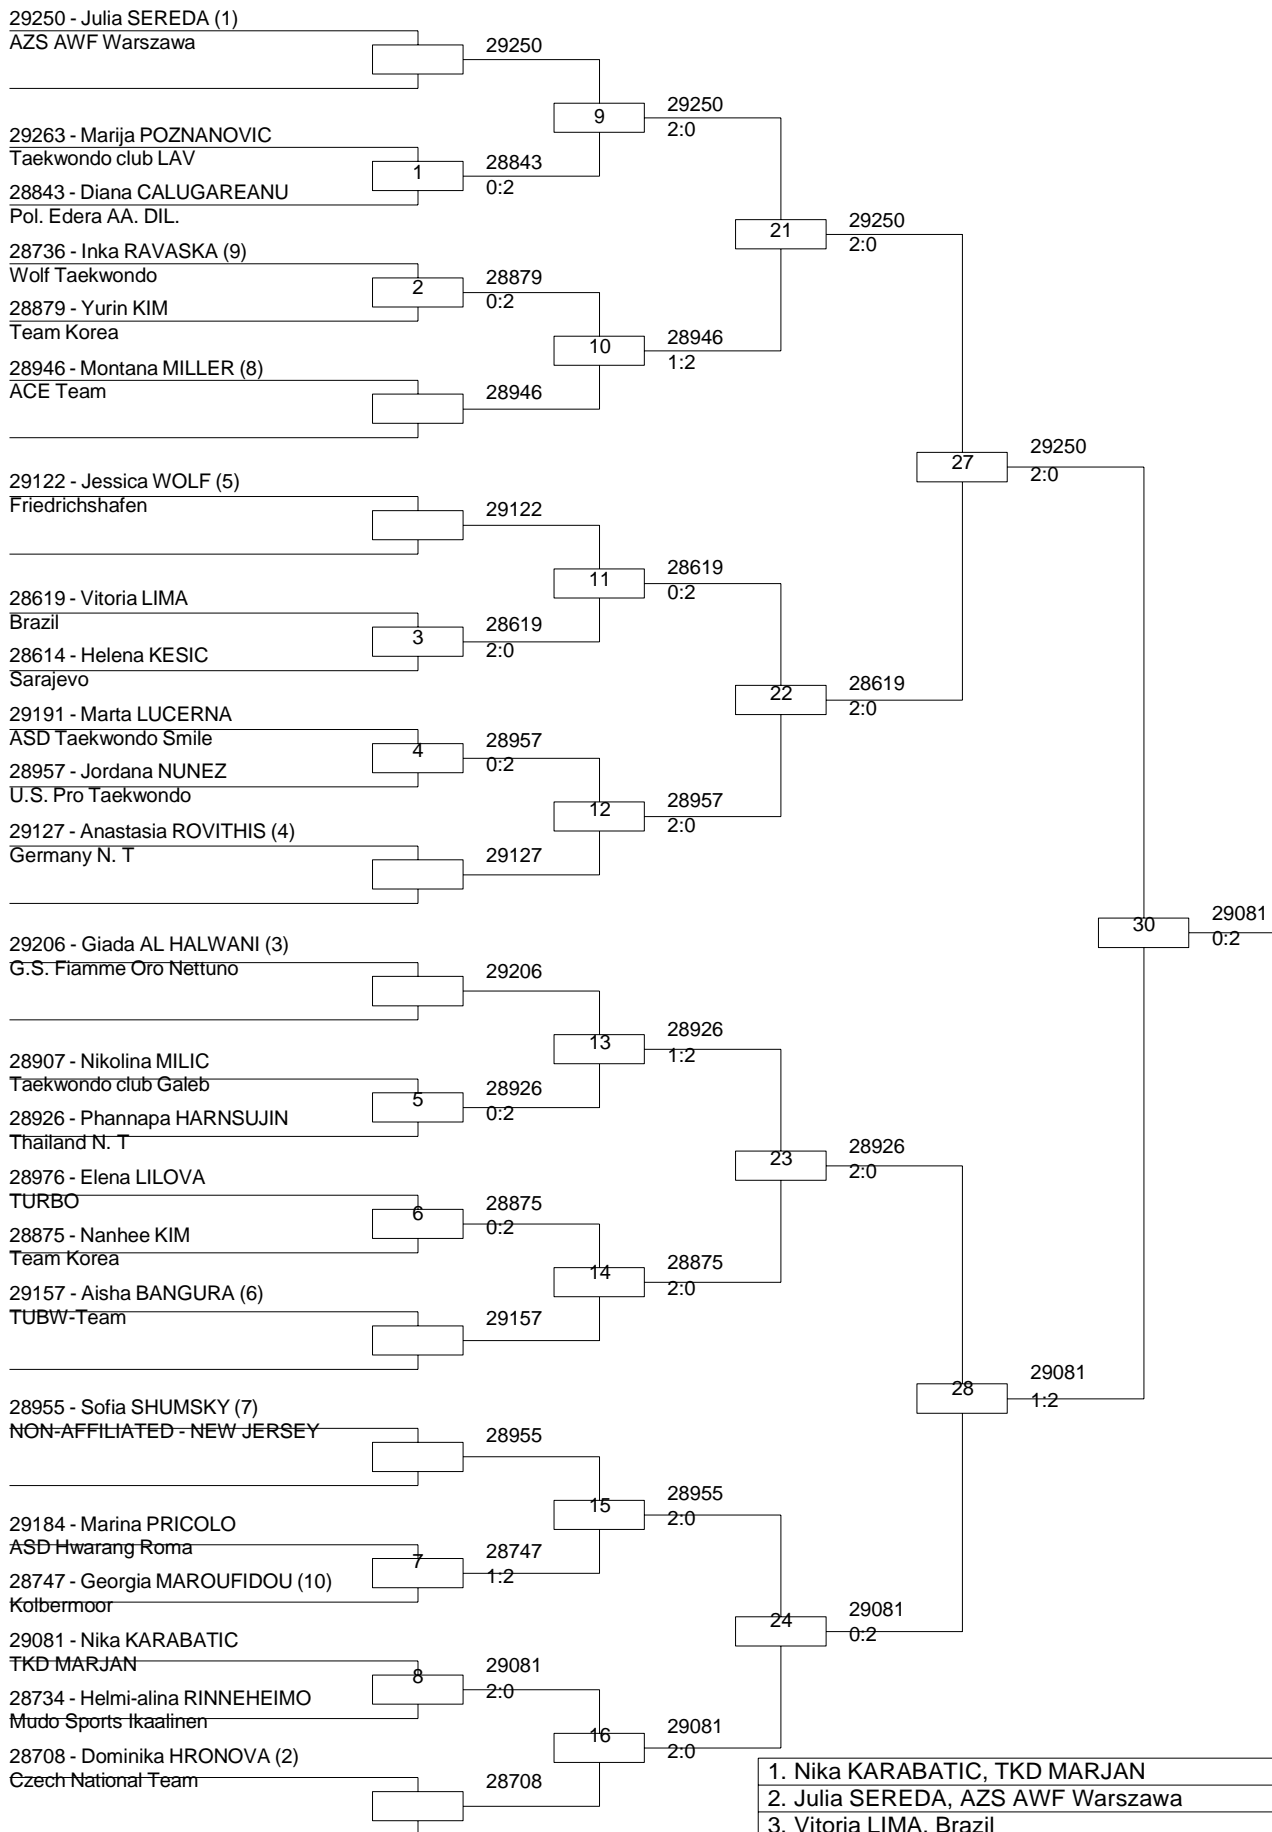 29250 - Julia SEREDA (1)
AZS AWF Warszawa
29250
9
29250
2:0
29263 - Marija POZNANOVIC
Taekwondo club LAV
1
28843
0:2
28843 - Diana CALUGAREANU
Pol. Edera AA. DIL.
21
29250
2:0
28736 - Inka RAVASKA (9)
Wolf Taekwondo
2
28879
0:2
28879 - Yurin KIM
Team Korea
10
28946
1:2
28946 - Montana MILLER (8)
ACE Team
28946
27
29250
2:0
29122 - Jessica WOLF (5)
Friedrichshafen
29122
11
28619
0:2
28619 - Vitoria LIMA
Brazil
3
28619
2:0
28614 - Helena KESIC
Sarajevo
22
28619
2:0
29191 - Marta LUCERNA
ASD Taekwondo Smile
4
28957
0:2
28957 - Jordana NUNEZ
U.S. Pro Taekwondo
12
28957
2:0
29127 - Anastasia ROVITHIS (4)
Germany N. T
29127
30
29081
0:2
29206 - Giada AL HALWANI (3)
G.S. Fiamme Oro Nettuno
29206
13
28926
1:2
28907 - Nikolina MILIC
Taekwondo club Galeb
5
28926
0:2
28926 - Phannapa HARNSUJIN
Thailand N. T
23
28926
2:0
28976 - Elena LILOVA
TURBO
6
28875
0:2
28875 - Nanhee KIM
Team Korea
14
28875
2:0
29157 - Aisha BANGURA (6)
TUBW-Team
29157
28
29081
1:2
28955 - Sofia SHUMSKY (7)
NON-AFFILIATED - NEW JERSEY
28955
15
28955
2:0
29184 - Marina PRICOLO
ASD Hwarang Roma
7
28747
1:2
28747 - Georgia MAROUFIDOU (10)
Kolbermoor
24
29081
0:2
29081 - Nika KARABATIC
TKD MARJAN
8
29081
2:0
28734 - Helmi-alina RINNEHEIMO
Mudo Sports Ikaalinen
16
29081
2:0
28708 - Dominika HRONOVA (2)
Czech National Team
28708
1. Nika KARABATIC, TKD MARJAN
2. Julia SEREDA, AZS AWF Warszawa
3. Vitoria LIMA, Brazil